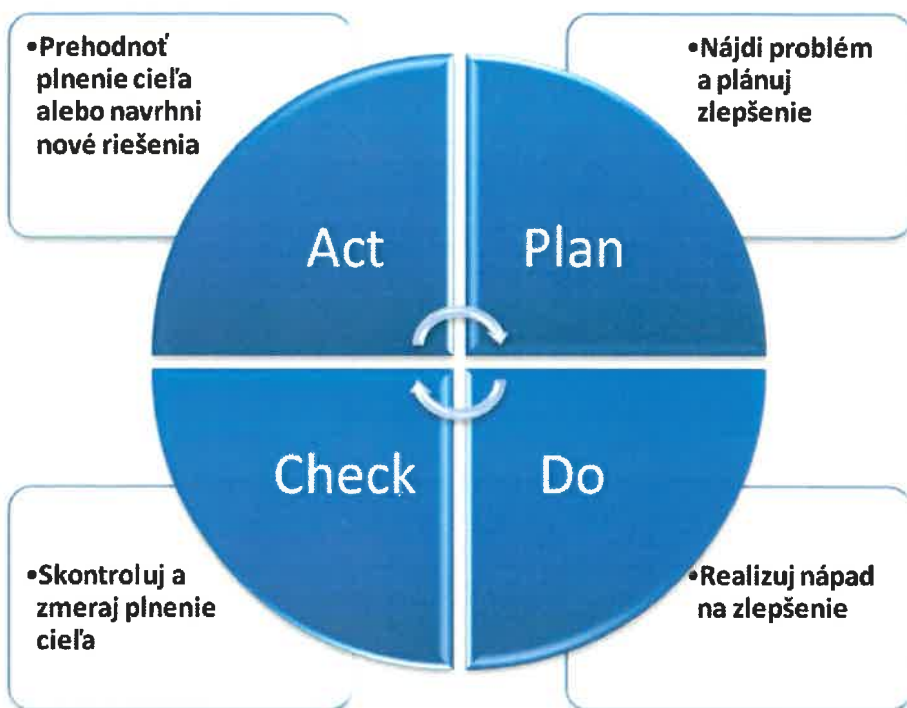 •Prehodnoť
plnenie cieľa
alebo navrhni
nové riešenia
•Nájdi problém
a plánuj
zlepšenie
Act
Plan
Check
Do
•Skontroluj a
zmeraj plnenie
cieľa
•Realizuj nápad
na zlepšenie